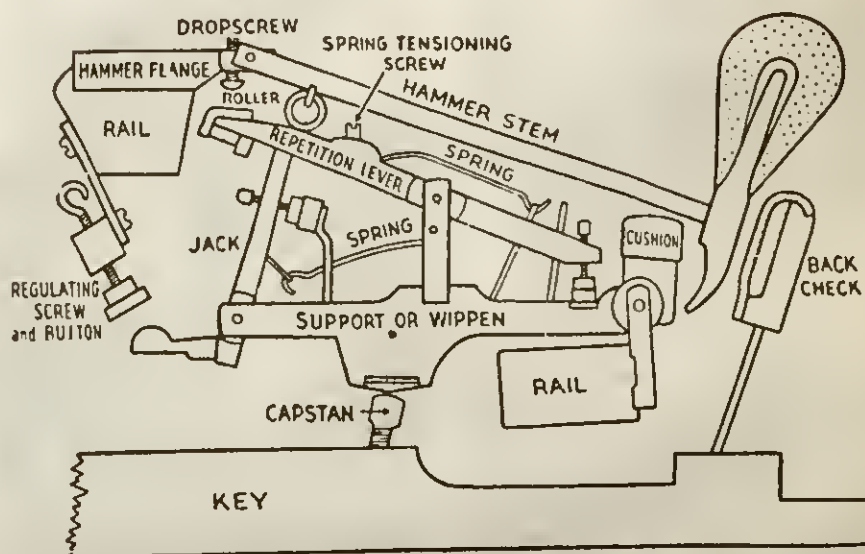 DROPSCREW
SPRING TENSIONING
SCREW
HAMMER FLANGE
HAMMER STEM
ROLLER
RAIL
REPETITION LEVER
SPRING
JACK
SPRING
CUSHION
BACK
CHECK
REGULATING
SCREW
and BUTTON
SUPPORT OR WIPPEN
RAIL
CAPSTAN
KEY